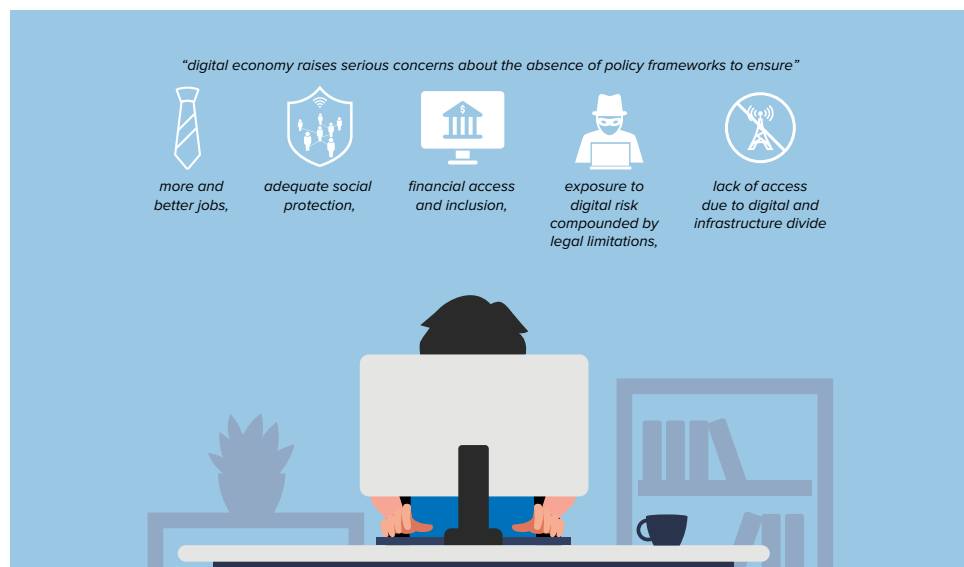 “digital economy raises serious concerns about the absence of policy frameworks to ensure”
$
more and
better jobs,
adequate social
protection,
financial access
and inclusion,
exposure to
digital risk
compounded by
legal limitations,
lack of access
due to digital and
infrastructure divide